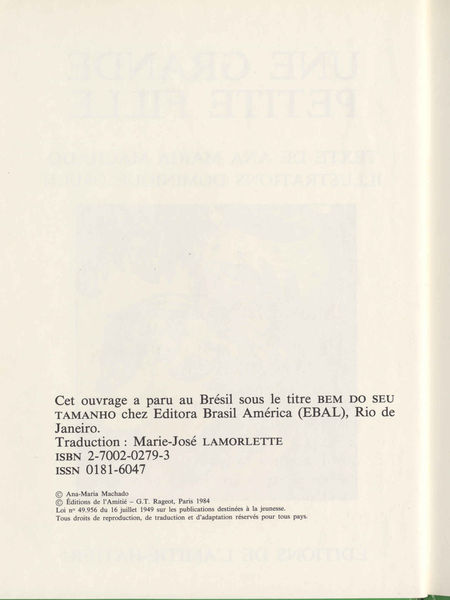 Cet ouvrage a paru au Brésil sous le titre BEM DO SEU
TAMANHO chez Editora Brasil América (EBAL), Rio de
Janeiro.
Traduction : Marie-José LAMORLETTE
ISBN 2-7002-0279-3
ISSN 0181-6047
© Ana-Maria Machado
© Éditions de l'Amitié – G.T. Rageot, Paris 1984
Loi nº 49.956 du 16 juillet 1949 sur les publications destinées à la jeunesse.
Tous droits de reproduction, de traduction et d'adaptation réservés pour tous pays.